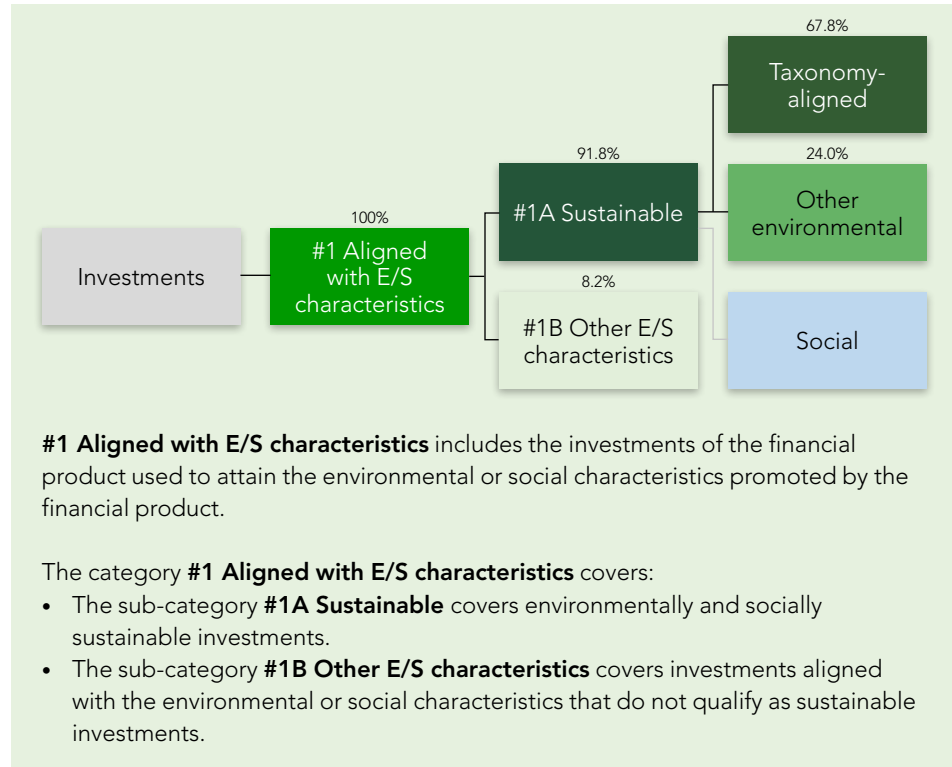 67.8%
Taxonomy-
aligned
91.8%
24.0%
#1A Sustainable
Other
environmental
100%
Investments
#1 Aligned
with E/S
characteristics
8.2%
#1B Other E/S
characteristics
Social
#1 Aligned with E/S characteristics includes the investments of the financial
product used to attain the environmental or social characteristics promoted by the
financial product.
The category #1 Aligned with E/S characteristics covers:
• The sub-category #1A Sustainable covers environmentally and socially
sustainable investments.
• The sub-category #1B Other E/S characteristics covers investments aligned
with the environmental or social characteristics that do not qualify as sustainable
investments.